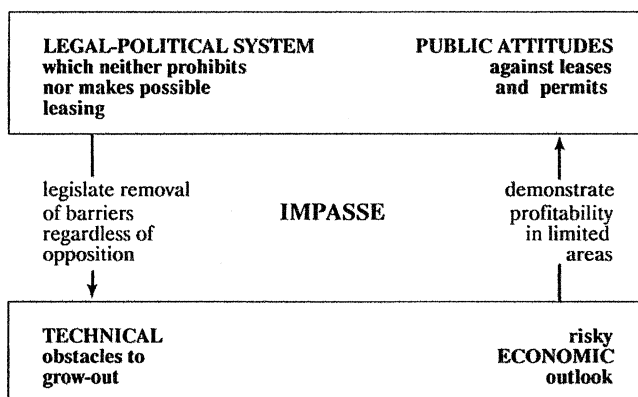 LEGAL-POLITICAL SYSTEM
which neither prohibits
nor makes possible
leasing
PUBLIC ATTITUDES
against leases
and permits
legislate removal
of barriers
regardless of
opposition
IMPASSE
demonstrate
profitability
in limited
areas
TECHNICAL
obstacles to
grow-out
risky
ECONOMIC
outlook